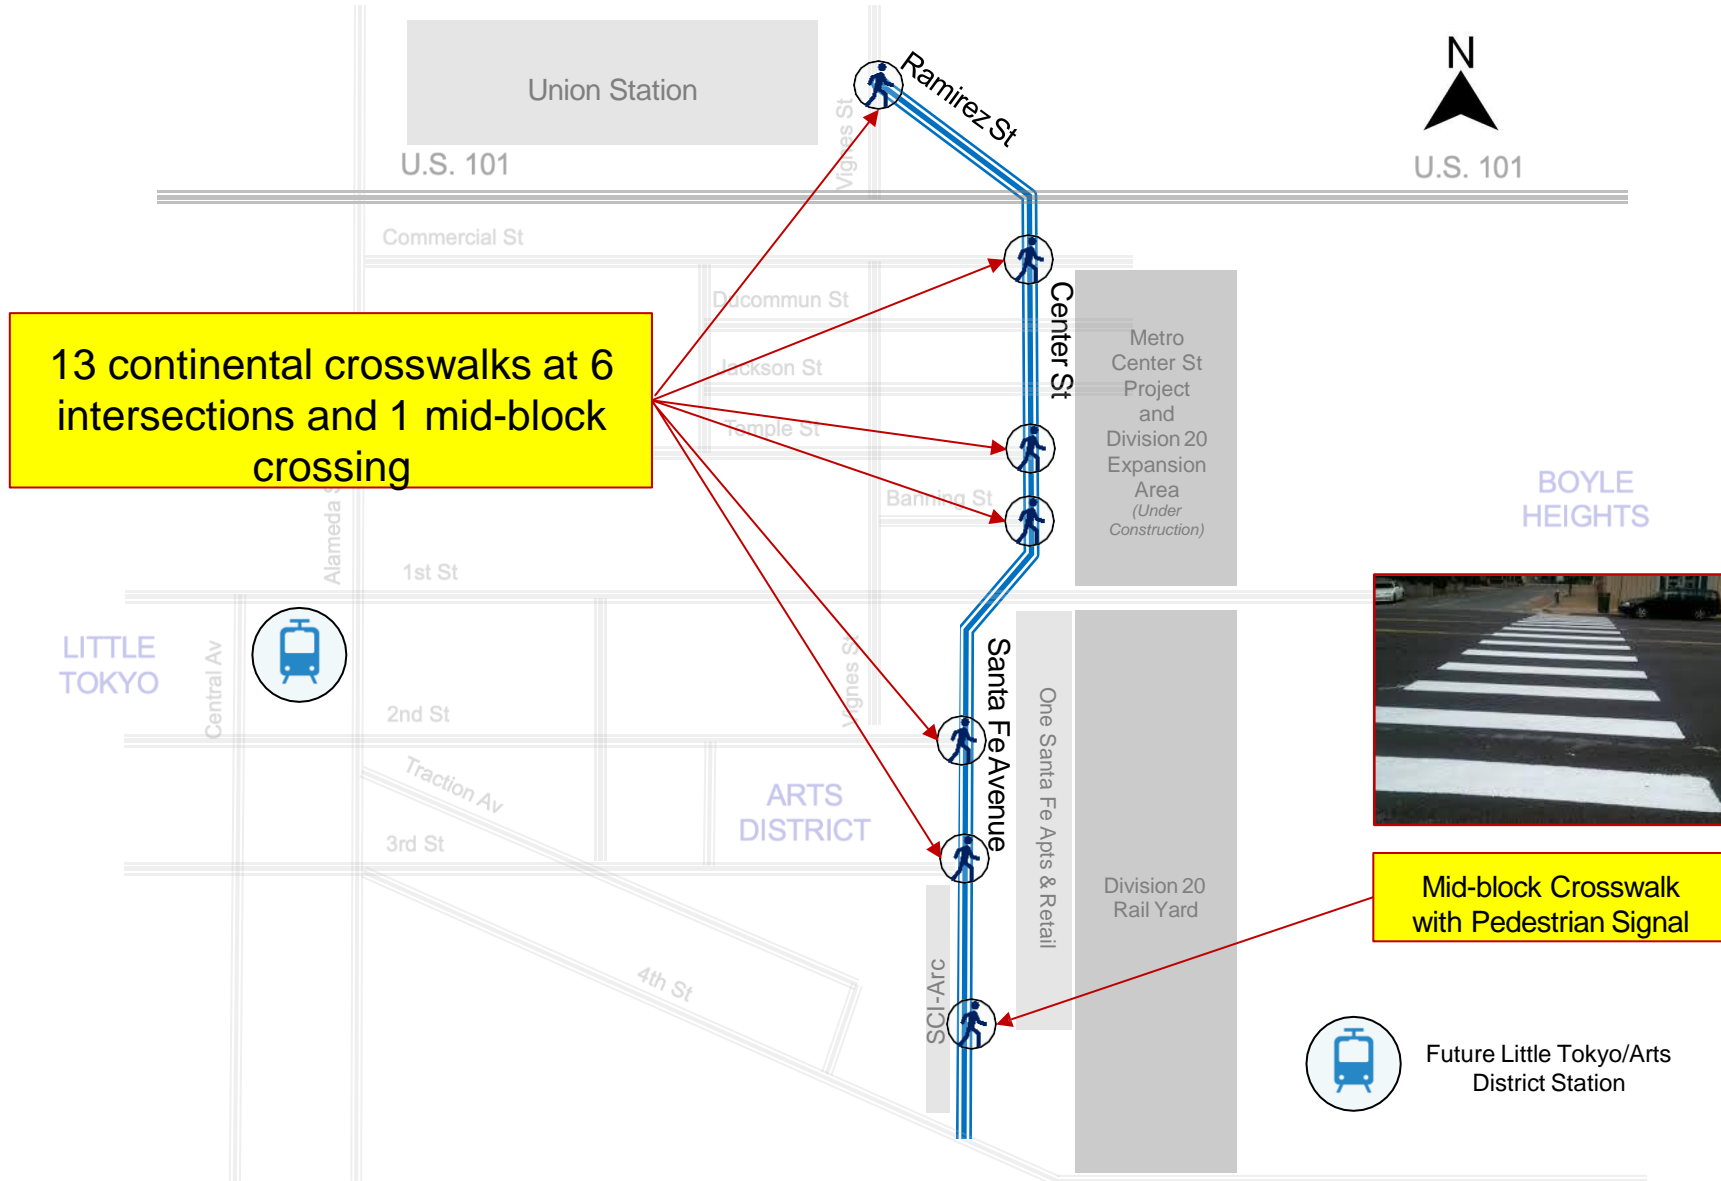 Union Station
Ramirez St
N
Vignes St
U.S. 101
U.S. 101
Commercial St
Ducommun St
Center St
Metro
Center St
Project
and
Division 20
Expansion
Area
(Under
Construction)
13 continental crosswalks at 6
intersections and 1 mid-block
crossing
Jackson St
Temple St
Banning St
BOYLE
HEIGHTS
Alameda S
1st St
LITTLE
TOKYO
Central Av
Vignes St
Santa Fe Avenue
One Santa Fe Apts & Retail
2nd St
Traction Av
ARTS
DISTRICT
3rd St
Division 20
Rail Yard
Mid-block Crosswalk
with Pedestrian Signal
SCI-Arc
4th St
Future Little Tokyo/Arts
District Station